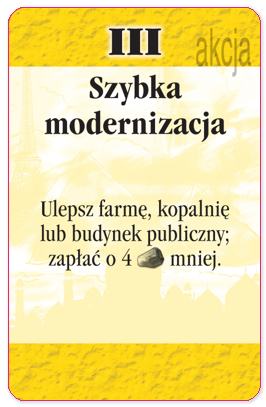 III
akcja
Szybka
modernizacja
Ulepsz farmę, kopalnię
lub budynek publiczny;
zapłać o 4 mniej.